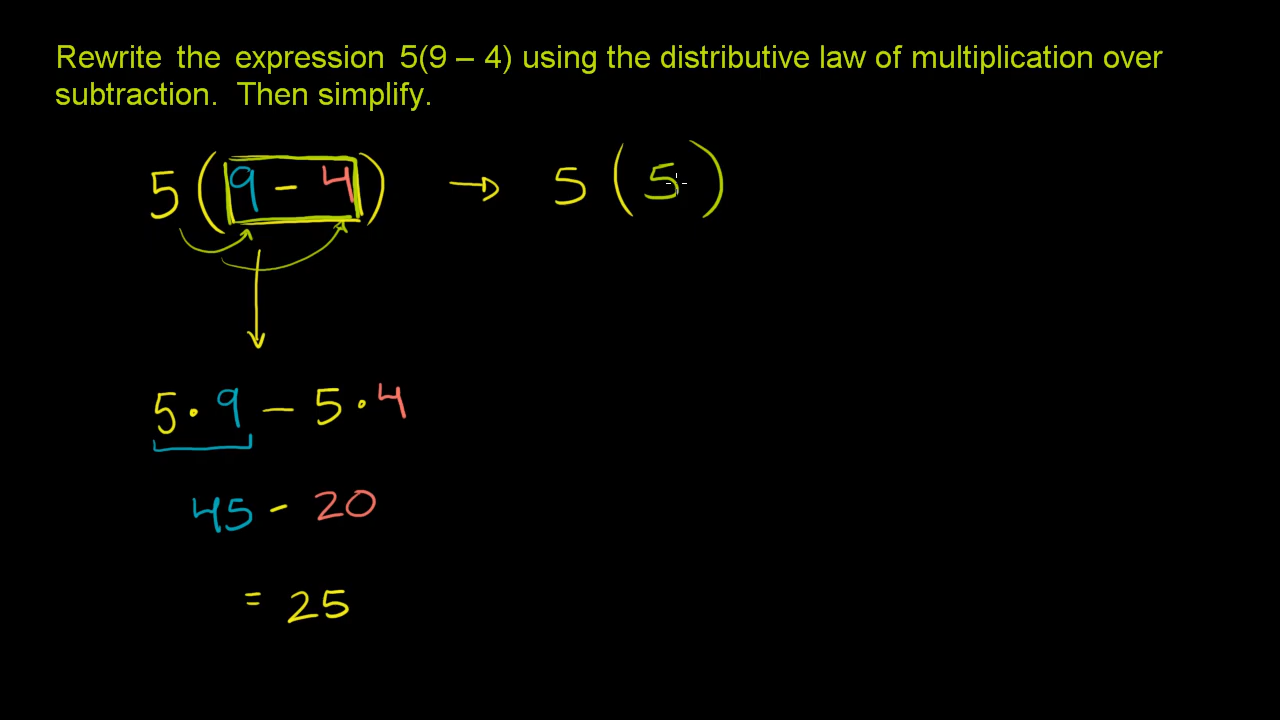 Rewrite the expression 5(9 – 4) using the distributive law of multiplication over
subtraction. Then simplify.
5(9 - 4) → 5(5)
5 · 9 - 5 · 4
45 - 20
= 25